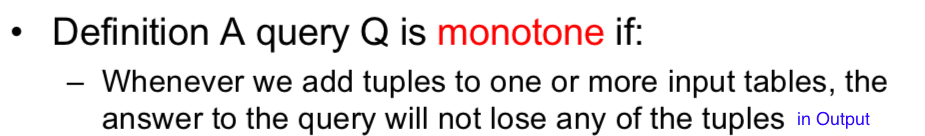 • Definition A query Q is monotone if:
– Whenever we add tuples to one or more input tables, the
answer to the query will not lose any of the tuples in Output